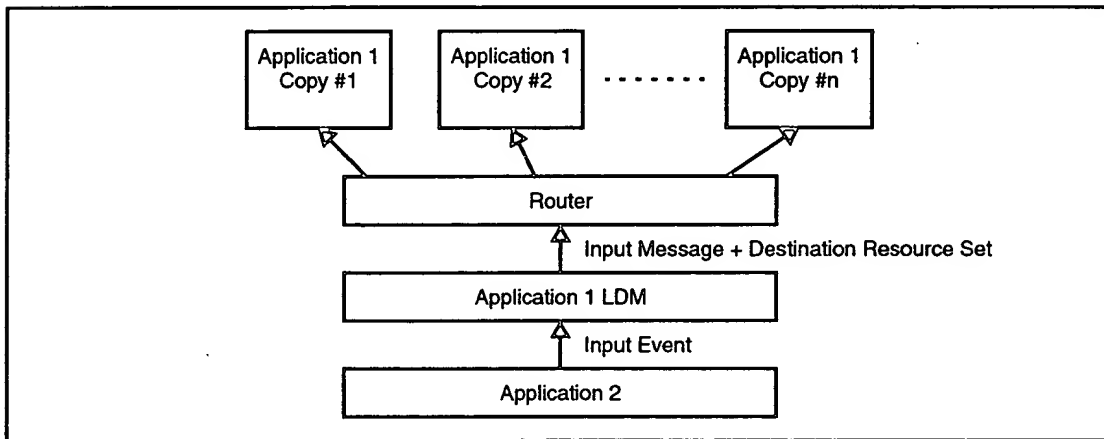 Application 1
Copy #1
Application 1
Copy #2
Application 1
Copy #n
Router
Input Message + Destination Resource Set
Application 1 LDM
Input Event
Application 2